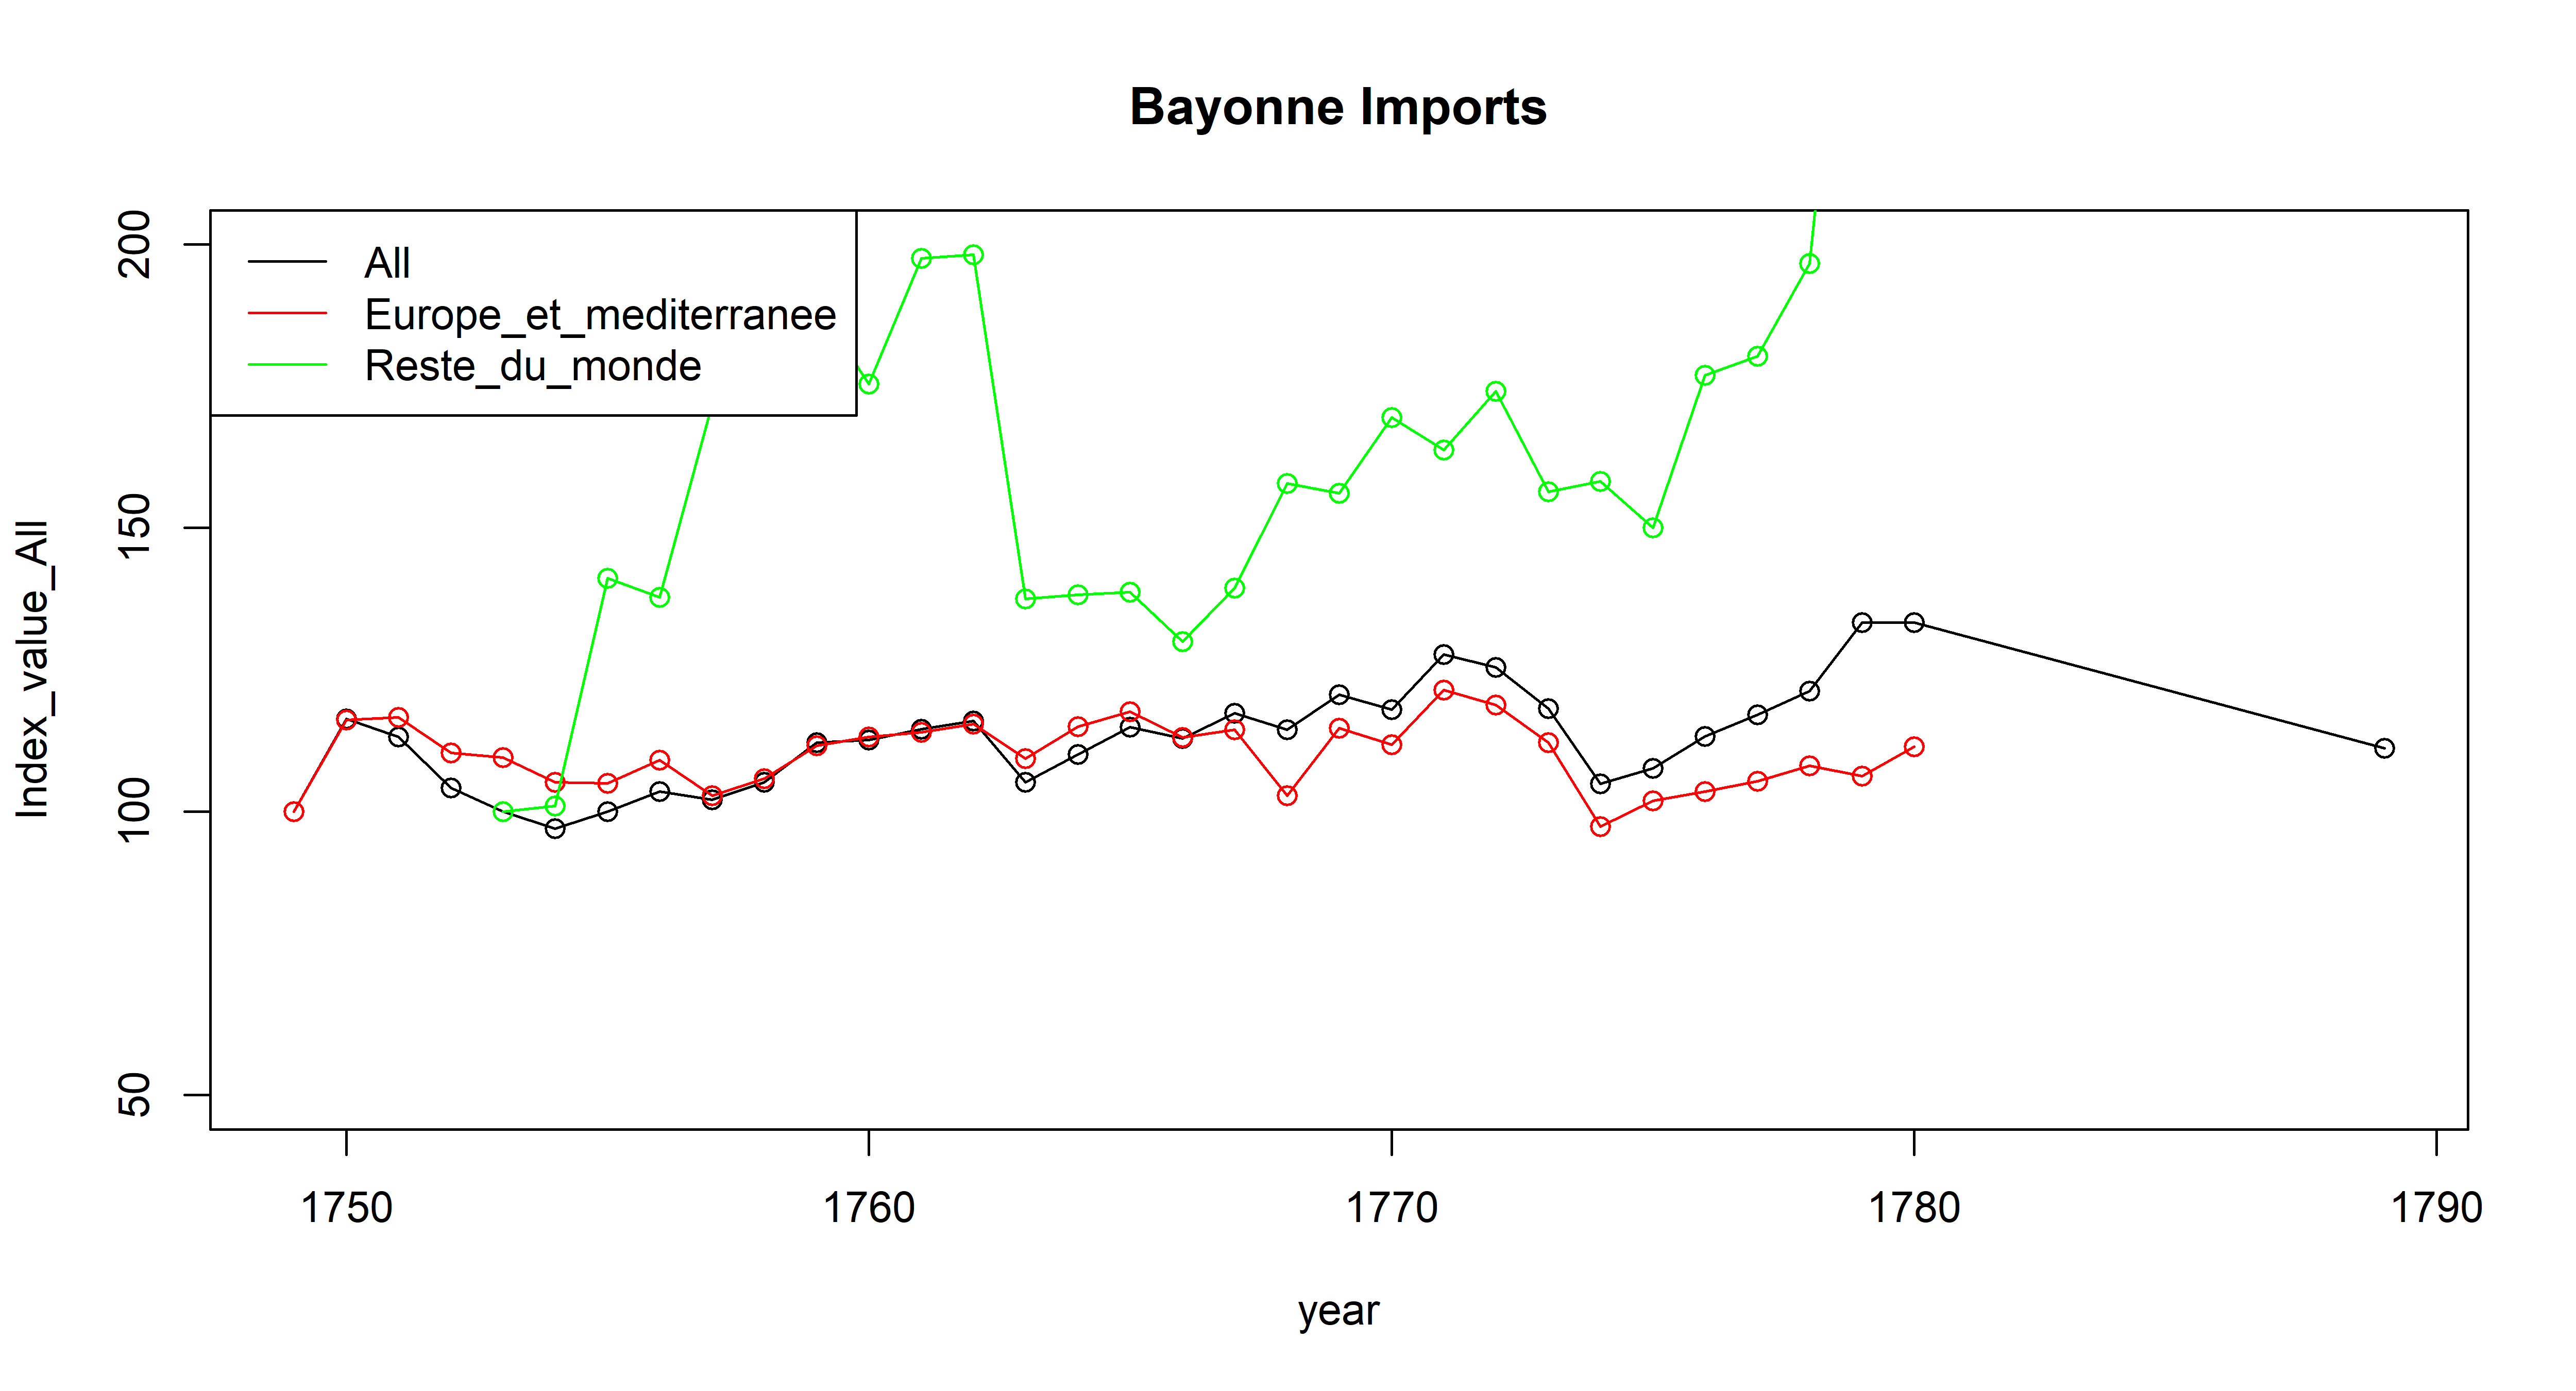 Bayonne Imports
All
Europe_et_mediterranee
Reste_du_monde
Index_value_All
200
150
100
50
1750
1760
1770
1780
1790
year